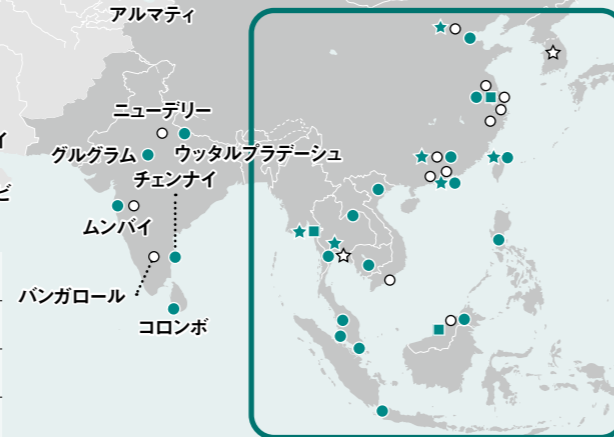 アルマティ
ニューデリー
グルグラム
ウッタルプラデーシュ
チェンナイ
ムンバイ
バンガロール
コロンボ
イ
ビ